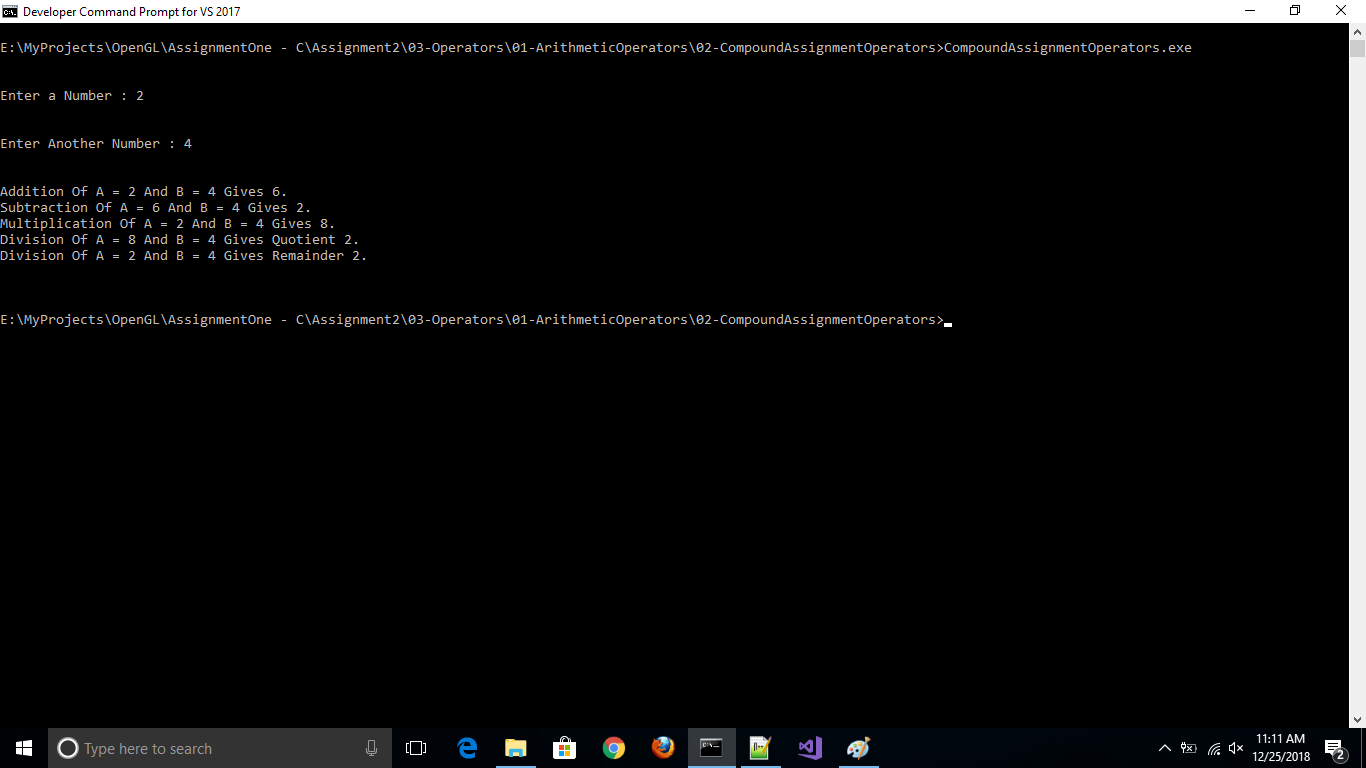 Developer Command Prompt for VS 2017
E:\MyProjects\OpenGL\AssignmentOne - C\Assignment2\03-Operators\01-ArithmeticOperators\02-CompoundAssignmentOperators>CompoundAssignmentOperators.exe
Enter a Number : 2
Enter Another Number : 4
Addition Of A = 2 And B = 4 Gives 6.
Subtraction Of A = 6 And B = 4 Gives 2.
Multiplication Of A = 2 And B = 4 Gives 8.
Division Of A = 8 And B = 4 Gives Quotient 2.
Division Of A = 2 And B = 4 Gives Remainder 2.
E:\MyProjects\OpenGL\AssignmentOne - C\Assignment2\03-Operators\01-ArithmeticOperators\02-CompoundAssignmentOperators>
Type here to search
11:11 AM
12/25/2018
2